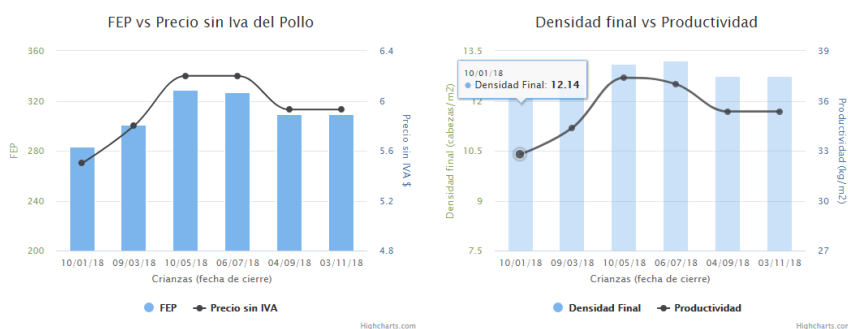 FEP vs Precio sin Iva del Pollo
360
320
280
240
200
FEP
6.4
6
5.6
5.2
4.8
Precio sin IVA $
10/01/18 09/03/18 10/05/18 06/07/18 04/09/18 03/11/18
Crianzas (fecha de cierre)
FEP Precio sin IVA
Highcharts.com
Densidad final vs Productividad
13.5
12
10.5
9
7.5
Densidad final (cabezas/m2)
10/01/18
Densidad Final: 12.14
39
36
33
30
27
Productividad (kg/m2)
10/01/18 09/03/18 10/05/18 06/07/18 04/09/18 03/11/18
Crianzas (fecha de cierre)
Densidad Final Productividad
Highcharts.com